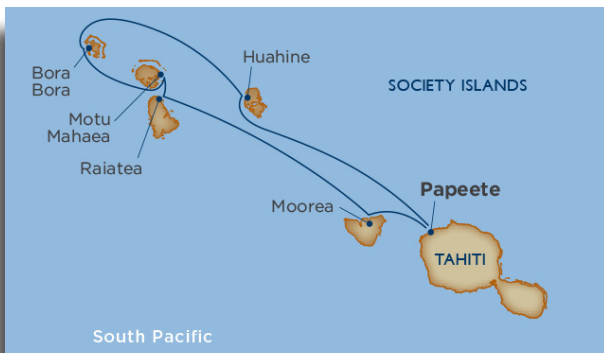 Bora
Bora
Huahine
SOCIETY ISLANDS
Motu
Mahaea
Raiatea
Papeete
Moorea
TAHITI
South Pacific